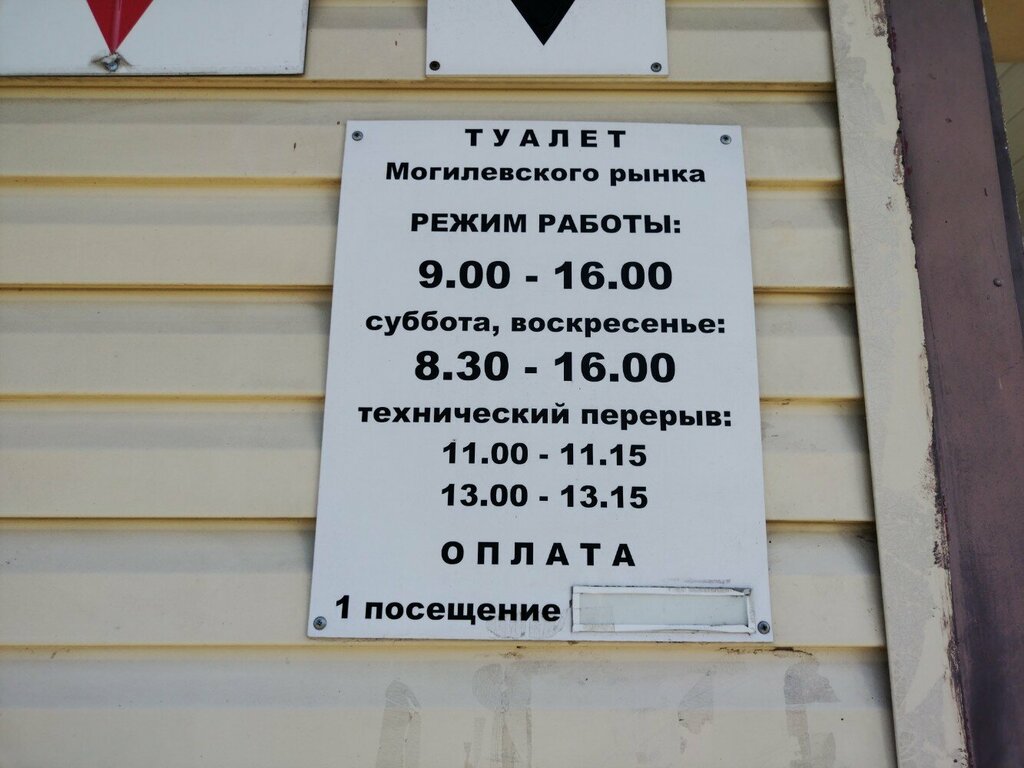 ТУАЛЕТ
Могилевского рынка
РЕЖИМ РАБОТЫ:
9.00 - 16.00
суббота, воскресенье:
8.30 - 16.00
технический перерыв:
11.00 - 11.15
13.00 - 13.15
ОПЛАТА
1 посещение